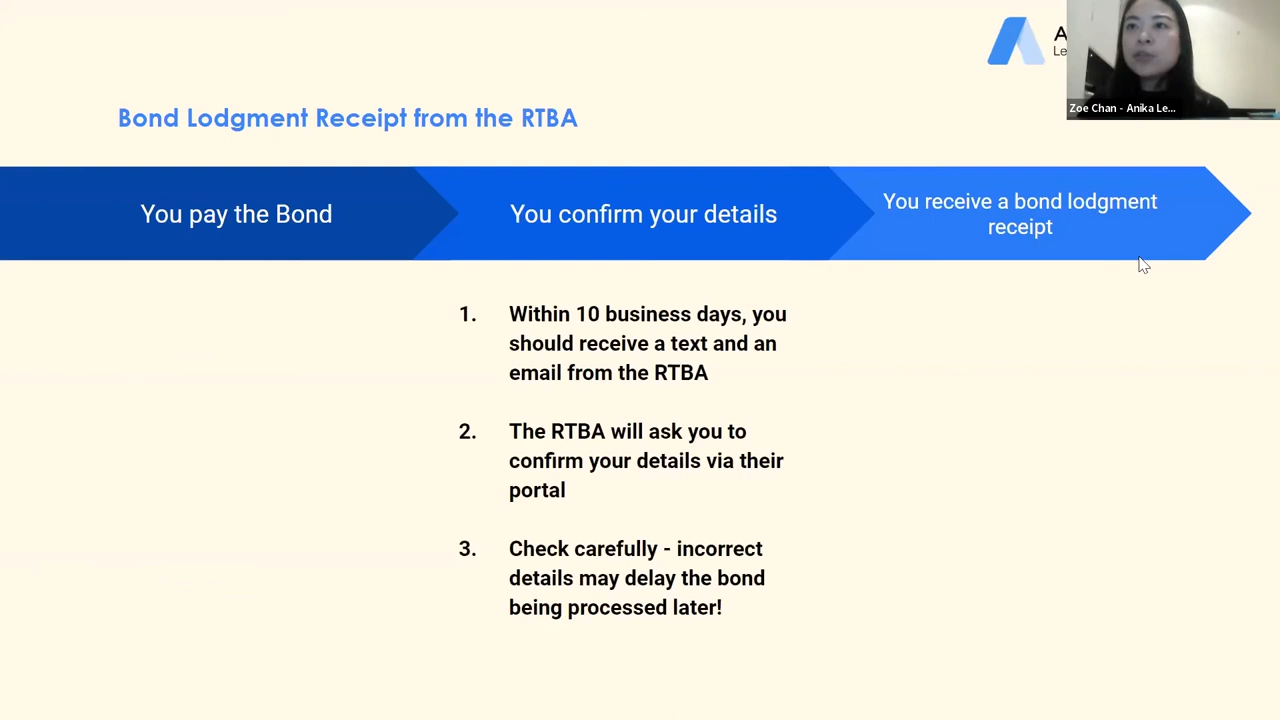 A
Le
Zoe Chan - Anika Le...
Bond Lodgment Receipt from the RTBA
You pay the Bond
You confirm your details
You receive a bond lodgment
receipt
1. Within 10 business days, you
should receive a text and an
email from the RTBA
2. The RTBA will ask you to
confirm your details via their
portal
3. Check carefully - incorrect
details may delay the bond
being processed later!